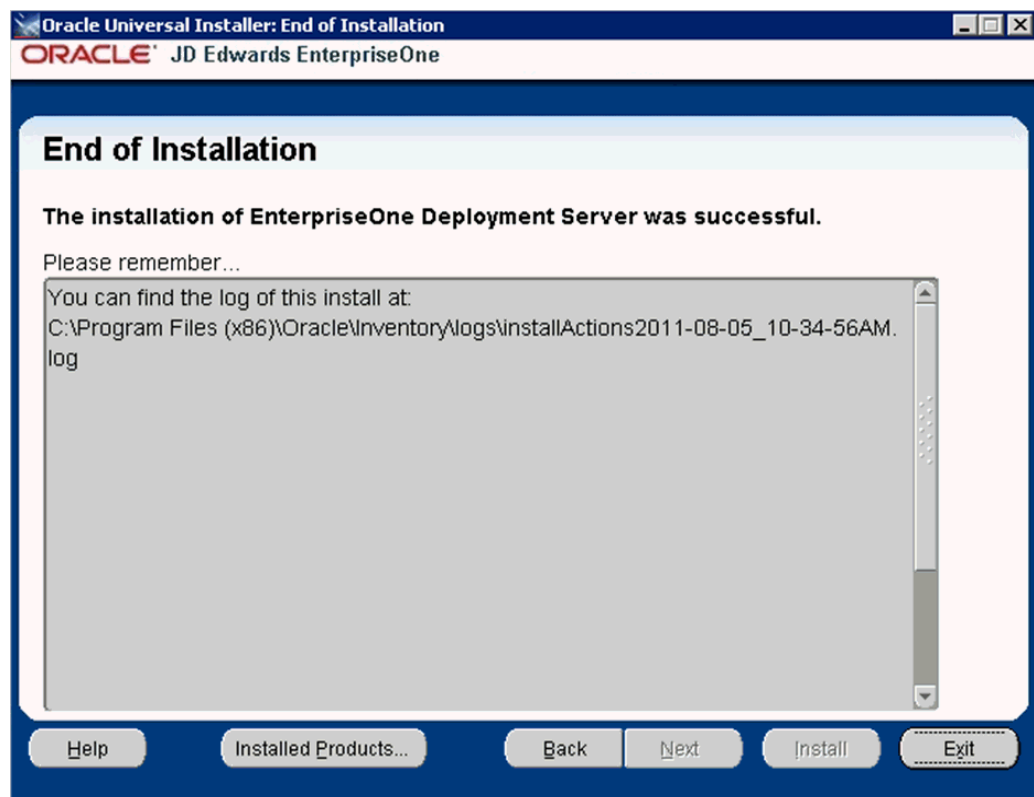 Oracle Universal Installer: End of Installation
ORACLE' JD Edwards EnterpriseOne
End of Installation
The installation of EnterpriseOne Deployment Server was successful.
Please remember...
You can find the log of this install at:
C:\Program Files (x86)\Oracle\Inventory\logs\installActions2011-08-05_10-34-56AM.
log
Help Installed Products... Back Next Install Exit